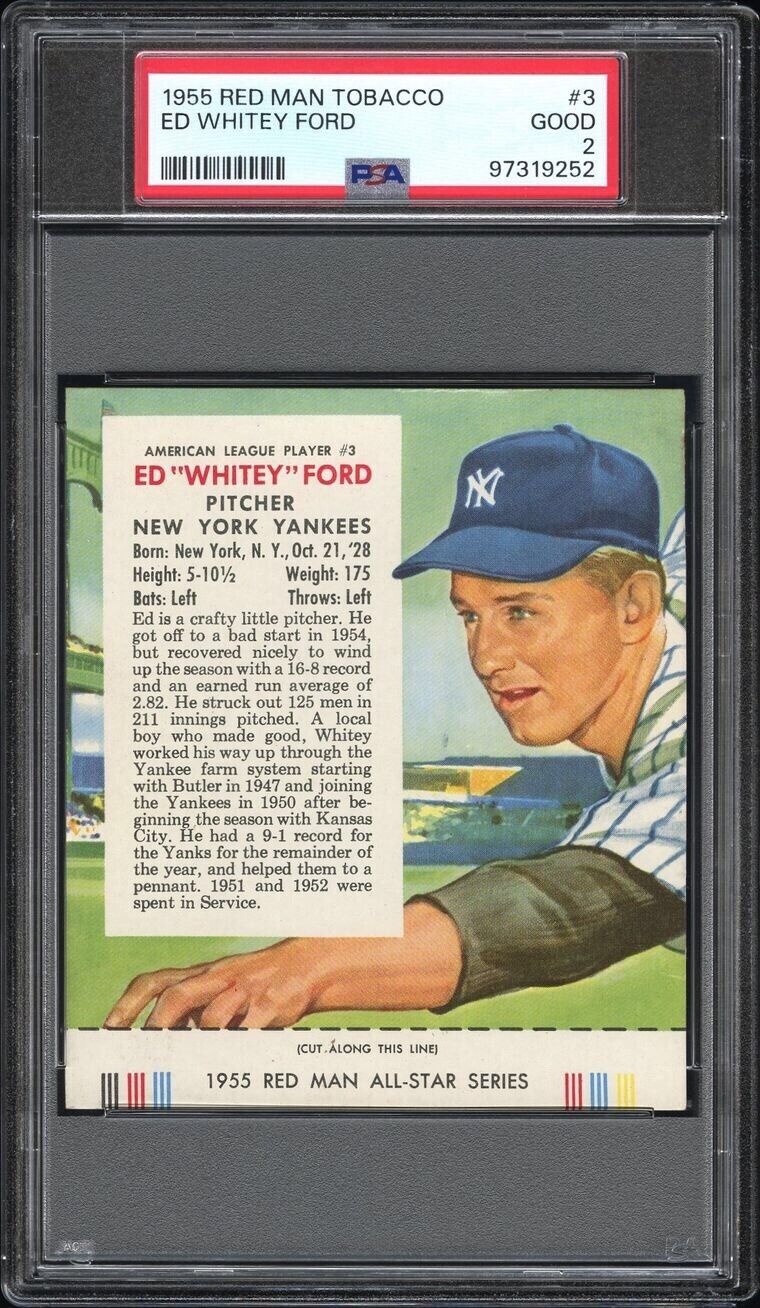 1955 RED MAN TOBACCO #3
ED WHITEY FORD GOOD
2
PSA 97319252
AMERICAN LEAGUE PLAYER #3
ED "WHITEY" FORD
PITCHER
NEW YORK YANKEES
Born: New York, N. Y., Oct. 21, '28
Height: 5-10½ Weight: 175
Bats: Left Throws: Left
Ed is a crafty little pitcher. He
got off to a bad start in 1954,
but recovered nicely to wind
up the season with a 16-8 record
and an earned run average of
2.82. He struck out 125 men in
211 innings pitched. A local
boy who made good, Whitey
worked his way up through the
Yankee farm system starting
with Butler in 1947 and joining
the Yankees in 1950 after be-
ginning the season with Kansas
City. He had a 9-1 record for
the Yanks for the remainder of
the year, and helped them to a
pennant. 1951 and 1952 were
spent in Service.
NY
(CUT ALONG THIS LINE)
1955 RED MAN ALL-STAR SERIES